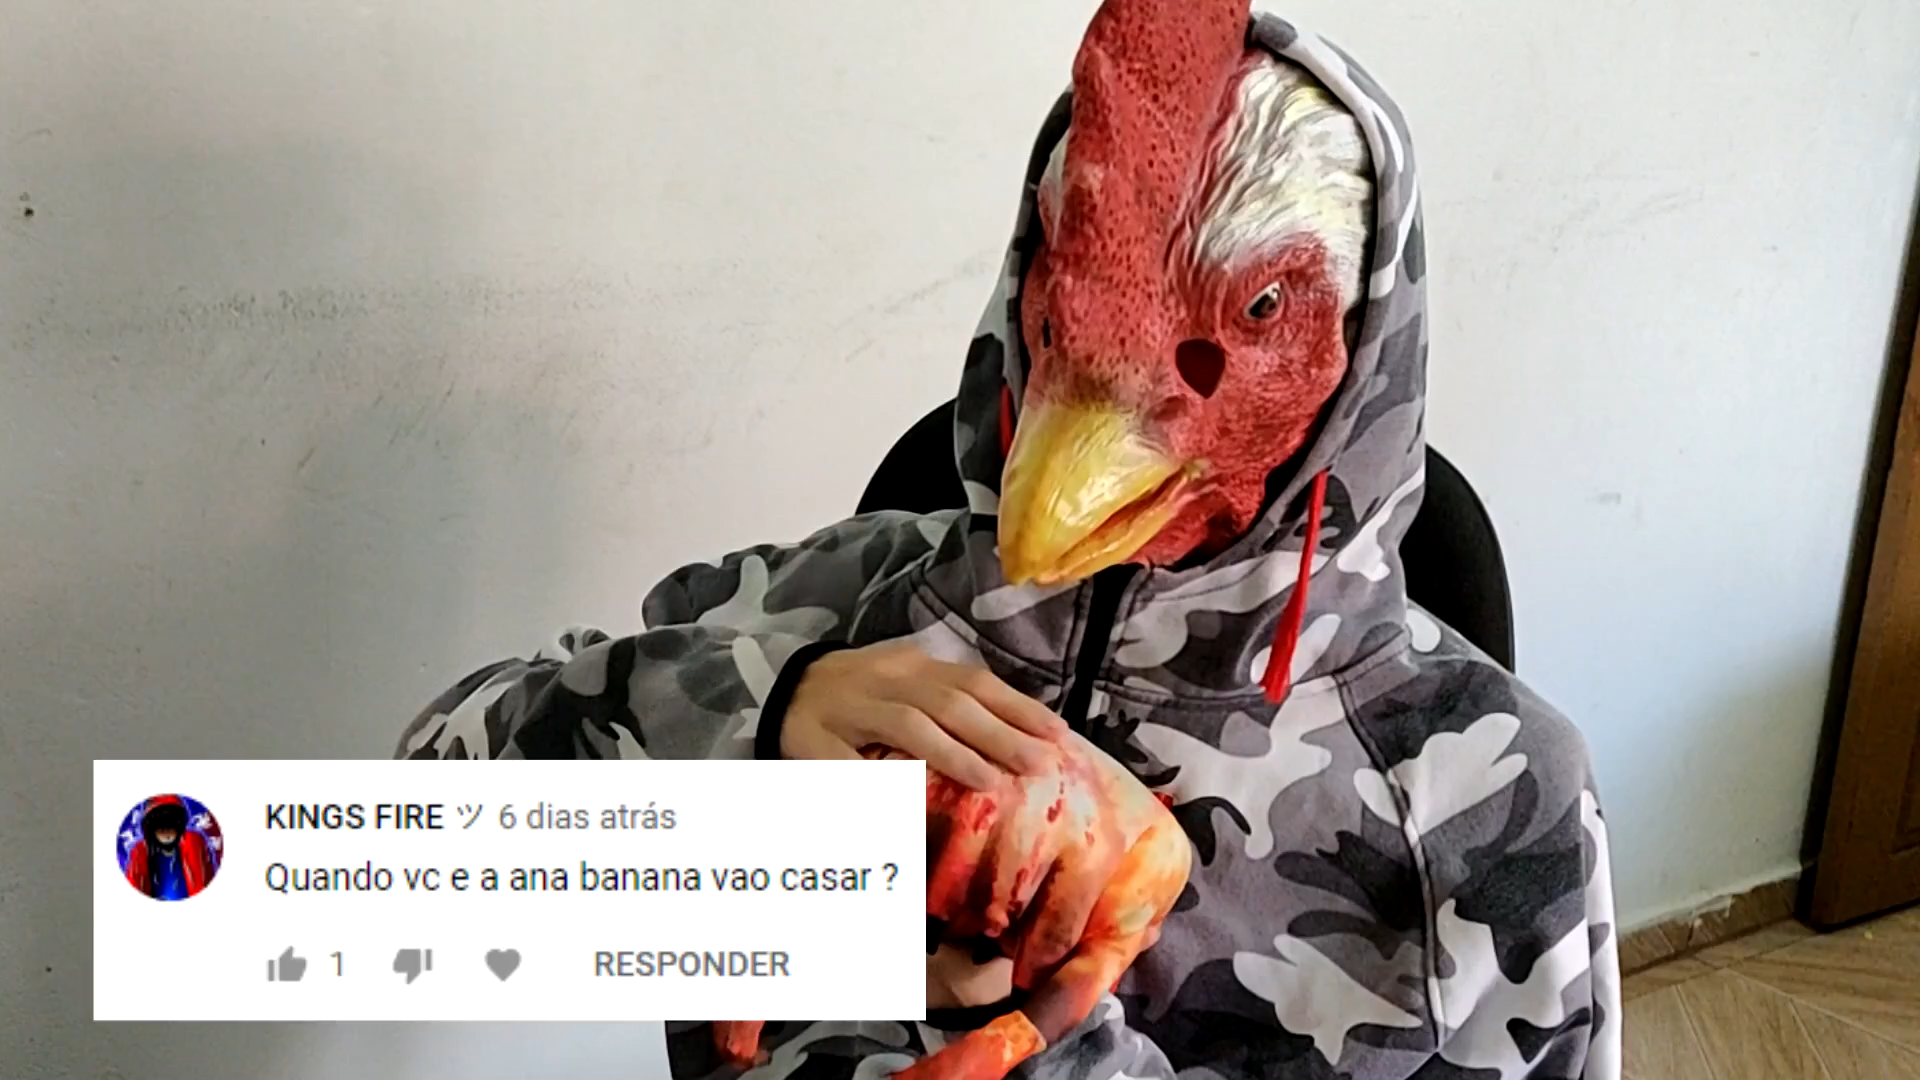 KINGS FIRE ツ 6 dias atrás
Quando vc e a ana banana vao casar ?
1
RESPONDER